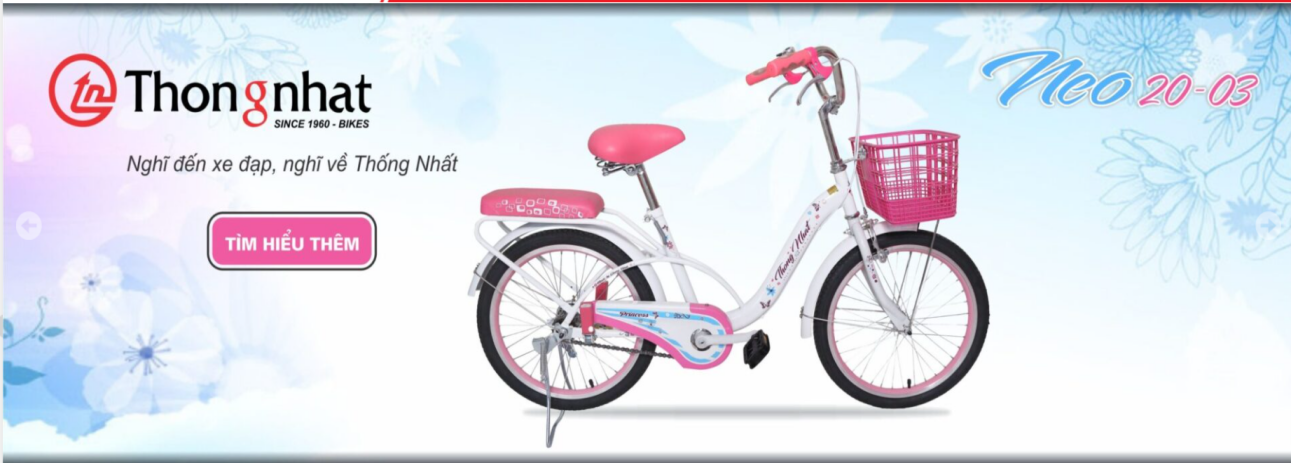 tn
Thongnhat
SINCE 1960 - BIKES
Nghĩ đến xe đạp, nghĩ về Thống Nhất
TÌM HIỂU THÊM
Neo 20-03
Thong Nhat